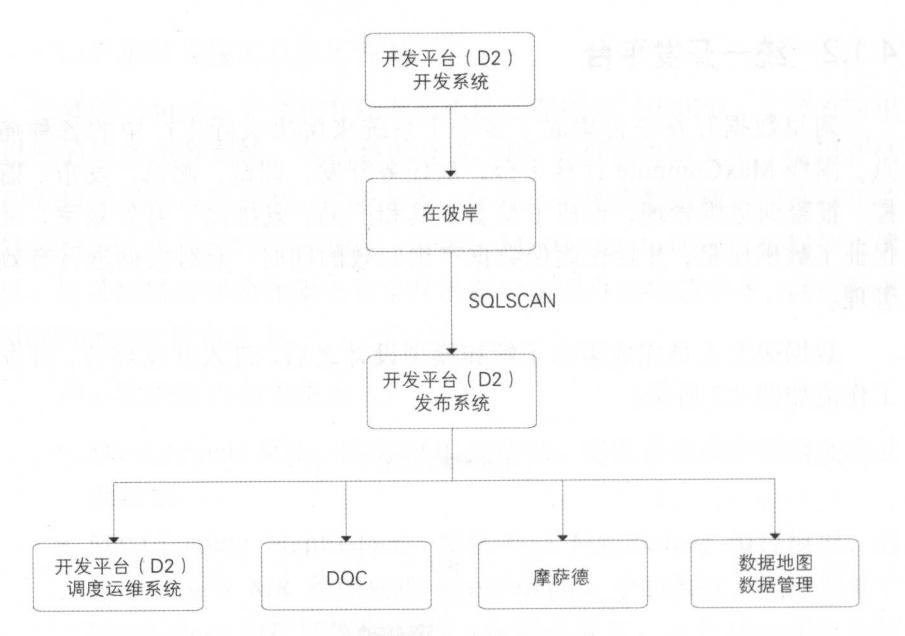 开发平台（D2）
开发系统
在彼岸
SQLSCAN
开发平台（D2）
发布系统
开发平台（D2）
调度运维系统
DQC
摩萨德
数据地图
数据管理